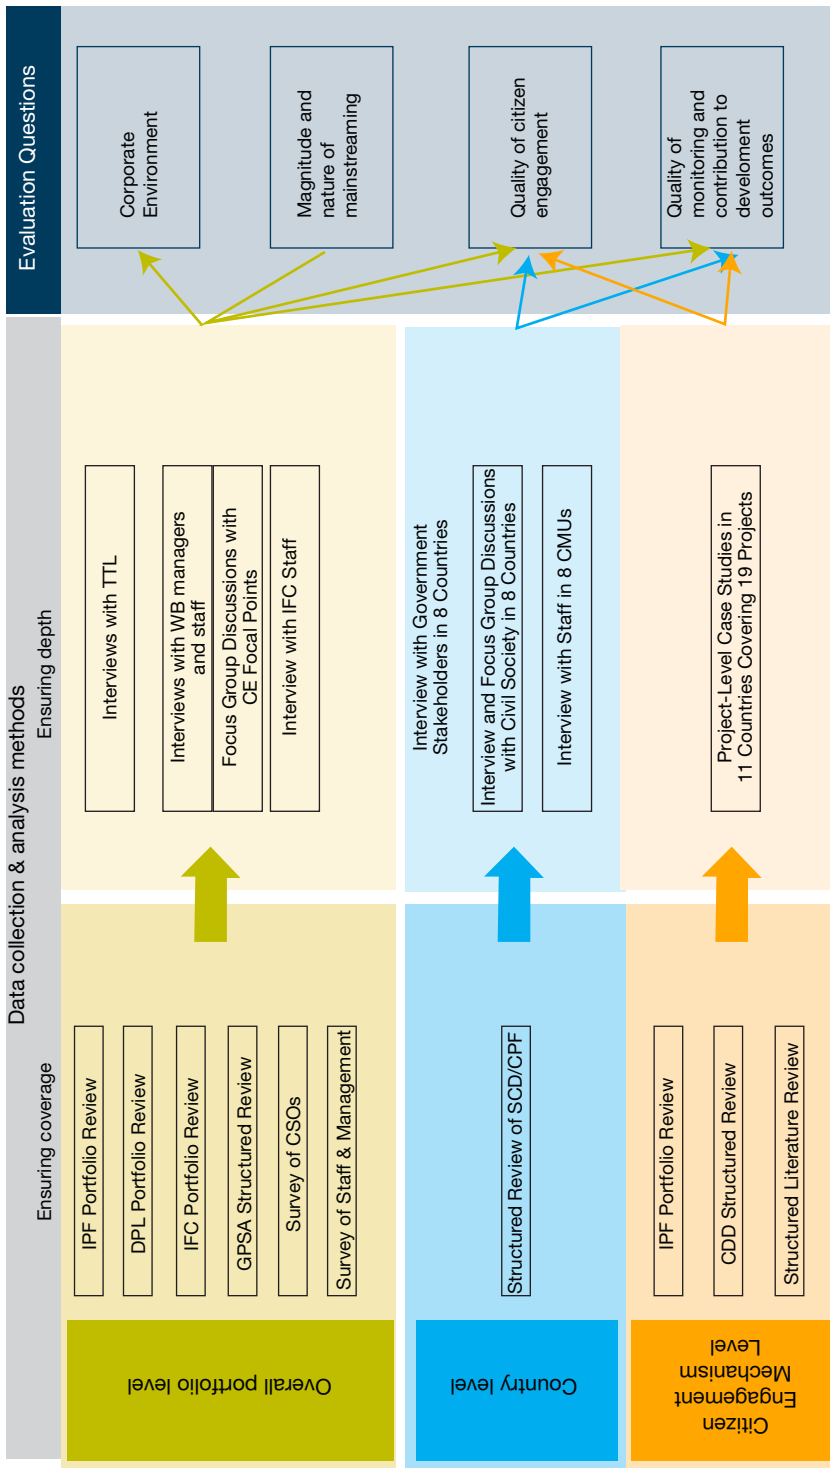 Data collection & analysis methods
Evaluation Questions
Ensuring coverage
Ensuring depth
Overall portfolio level
IPF Portfolio Review
DPL Portfolio Review
IFC Portfolio Review
GPSA Structured Review
Survey of CSOs
Survey of Staff & Management
Interviews with TTL
Interviews with WB managers
and staff
Focus Group Discussions with
CE Focal Points
Interview with IFC Staff
Country level
Structured Review of SCD/CPF
Interview with Government
Stakeholders in 8 Countries
Interview and Focus Group Discussions
with Civil Society in 8 Countries
Interview with Staff in 8 CMUs
Citizen
Engagement
Mechanism
Level
IPF Portfolio Review
CDD Structured Review
Structured Literature Review
Project-Level Case Studies in
11 Countries Covering 19 Projects
Corporate
Environment
Magnitude and
nature of
mainstreaming
Quality of citizen
engagement
Quality of
monitoring and
contribution to
develoment
outcomes